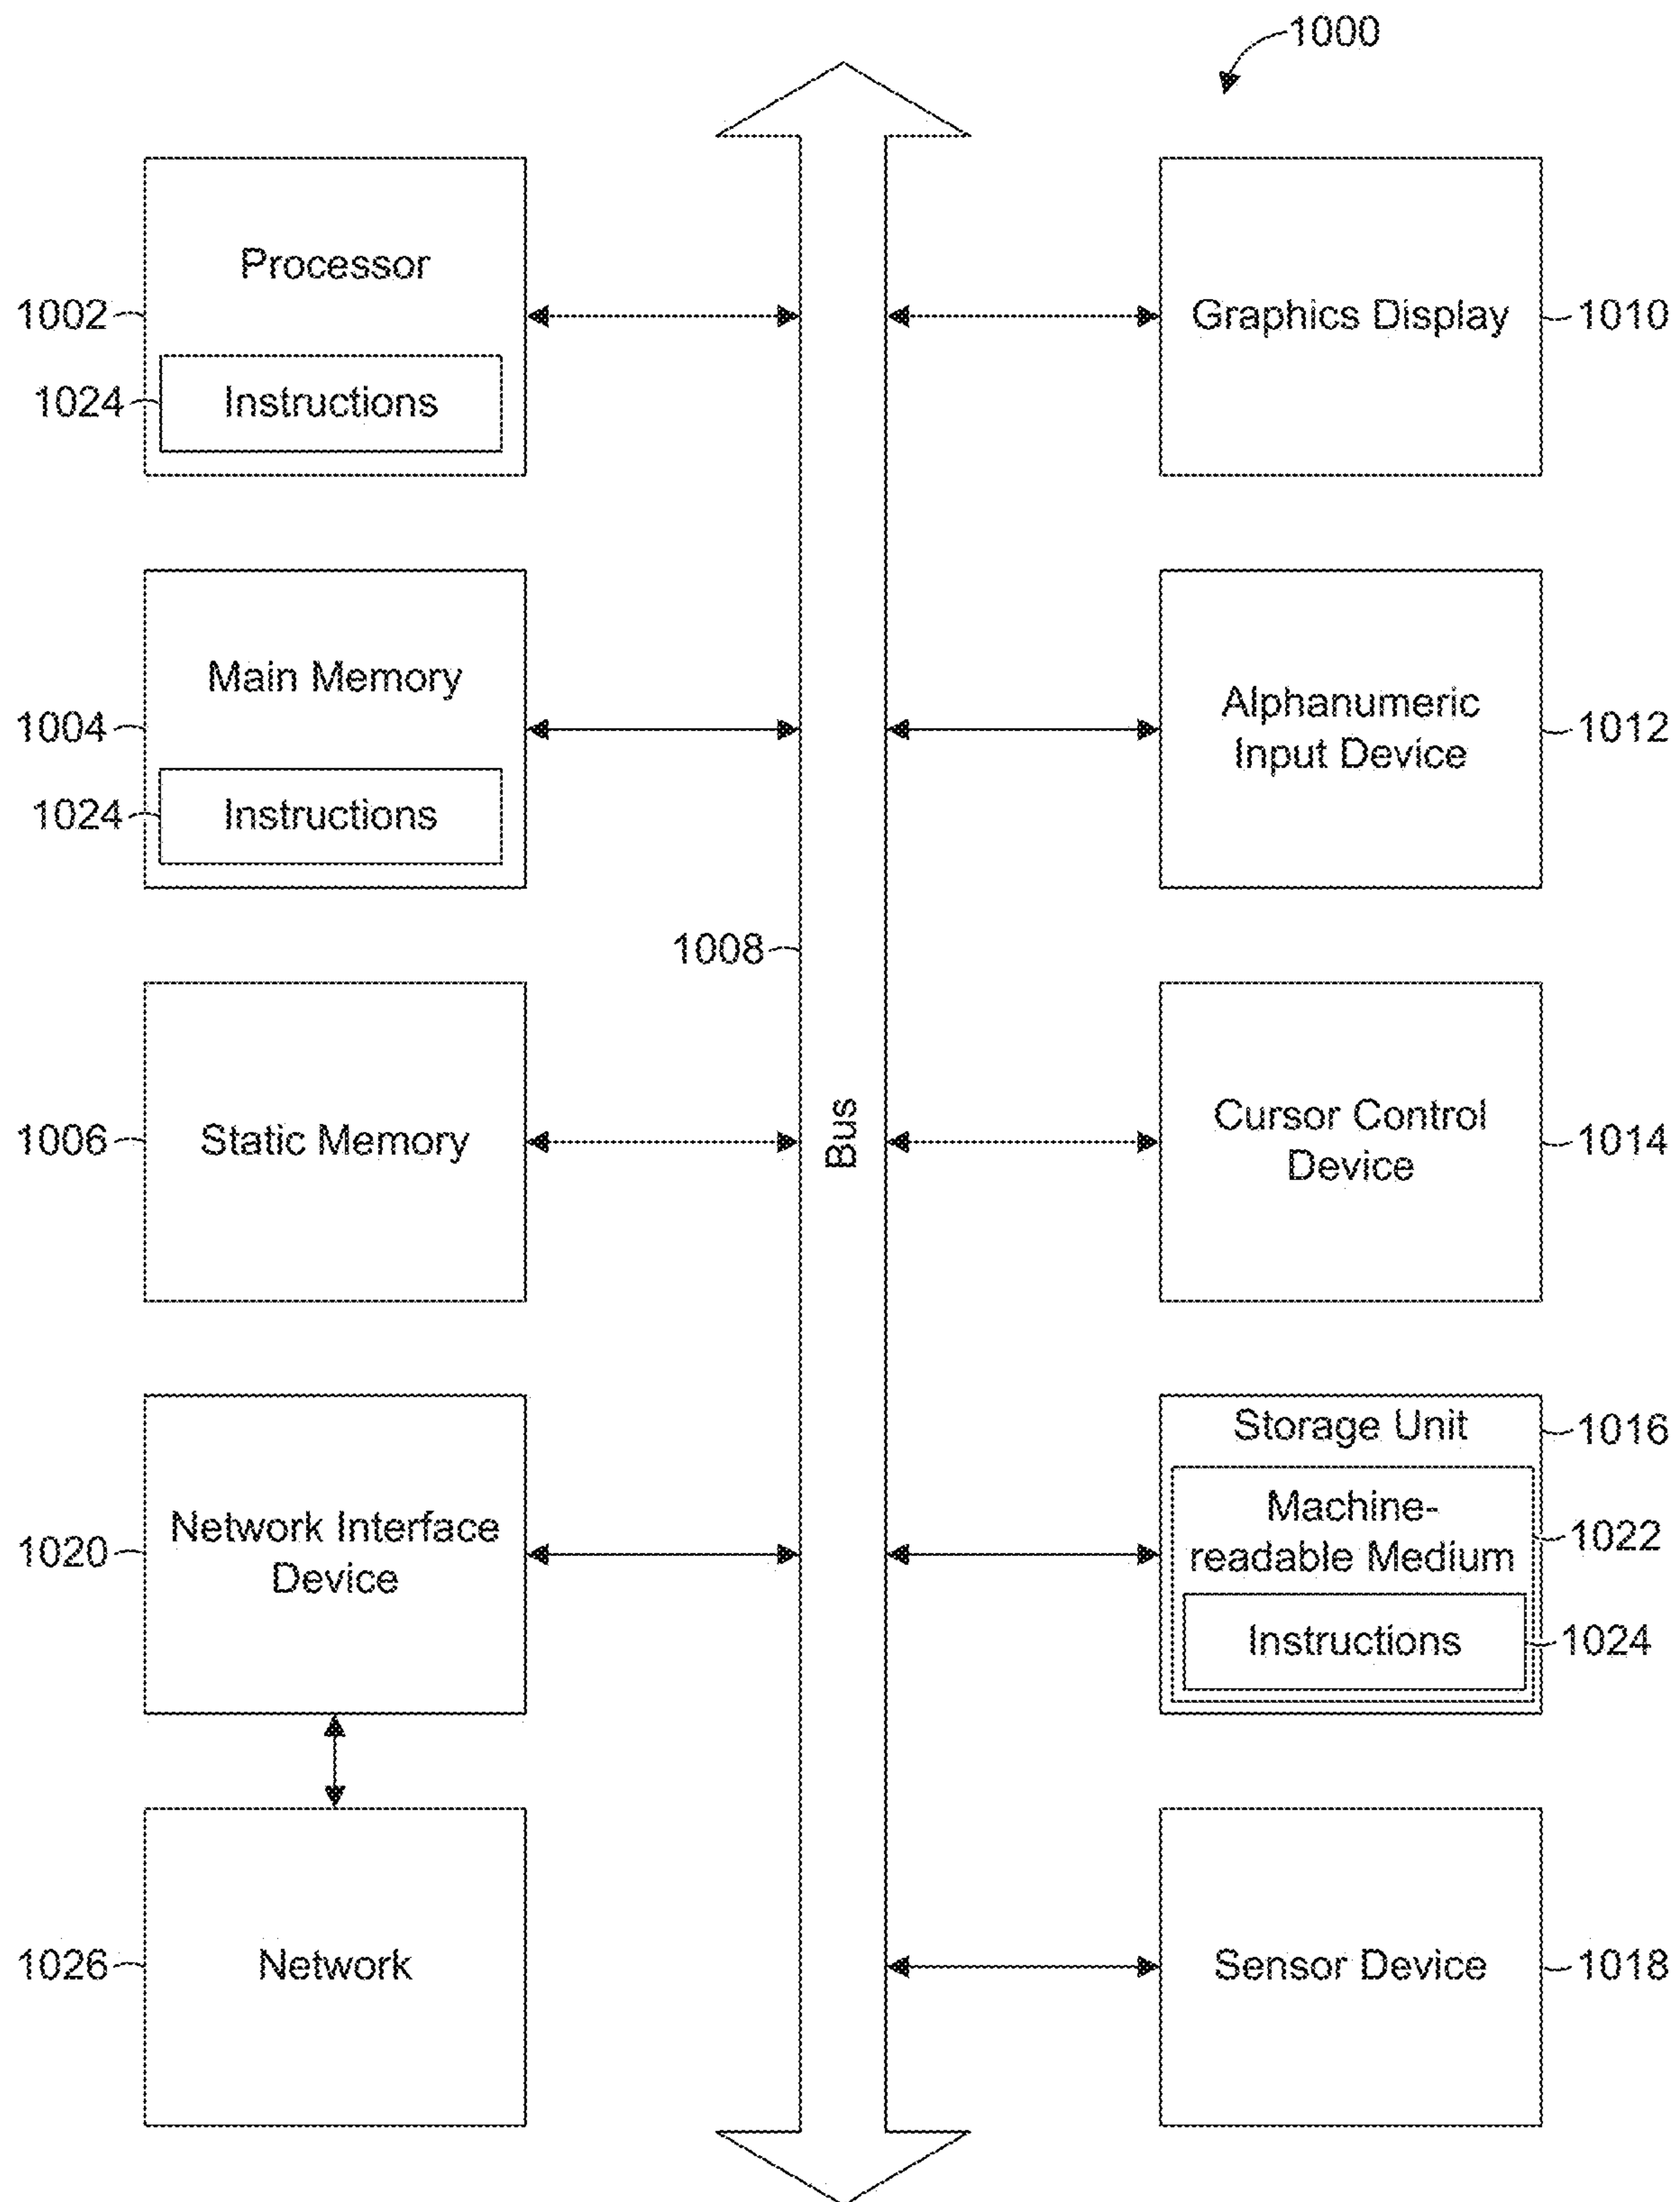 1000
Processor
1002
1024
Instructions
Graphics Display
1010
Main Memory
1004
1024
Instructions
Alphanumeric
Input Device
1012
1008
Bus
Static Memory
1006
Cursor Control
Device
1014
Network Interface
Device
1020
Storage Unit
1016
Machine-
readable Medium
1022
Instructions
1024
Network
1026
Sensor Device
1018